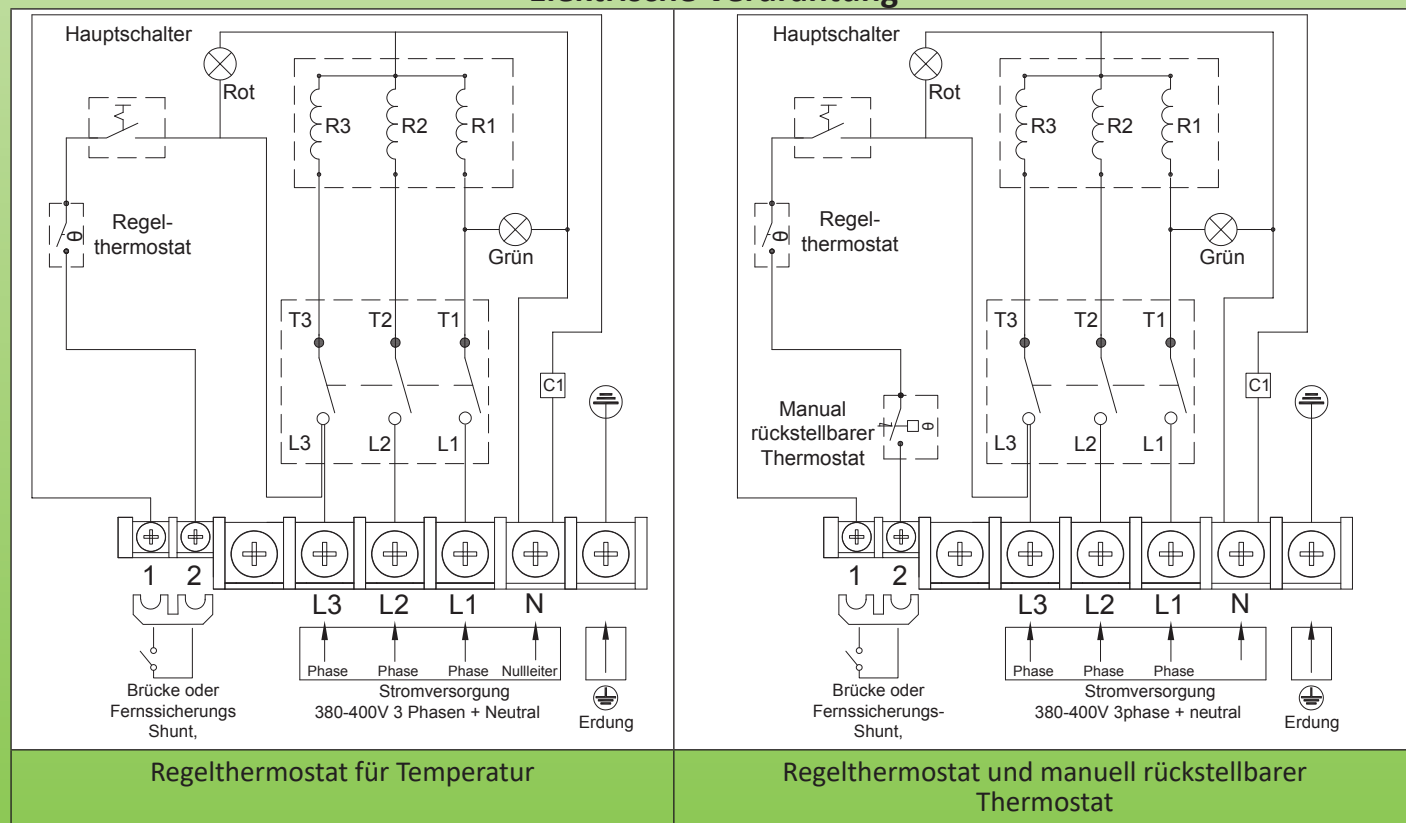 Hauptschalter
Rot
R3 R2 R1
Regel-
thermostat
θ
Grün
T3 T2 T1
C1
L3 L2 L1
1 2
L3 L2 L1 N
Phase Phase Phase Nullleiter
Brücke oder
Fernssicherungs
Shunt,
Stromversorgung
380-400V 3 Phasen + Neutral
Erdung
Regelthermostat für Temperatur
Hauptschalter
Rot
R3 R2 R1
Regel-
thermostat
θ
Grün
T3 T2 T1
C1
Manual
rückstellbarer
Thermostat
θ
L3 L2 L1
1 2
L3 L2 L1 N
Phase Phase Phase
Brücke oder
Fernssicherungs-
Shunt,
Stromversorgung
380-400V 3phase + neutral
Erdung
Regelthermostat und manuell rückstellbarer
Thermostat